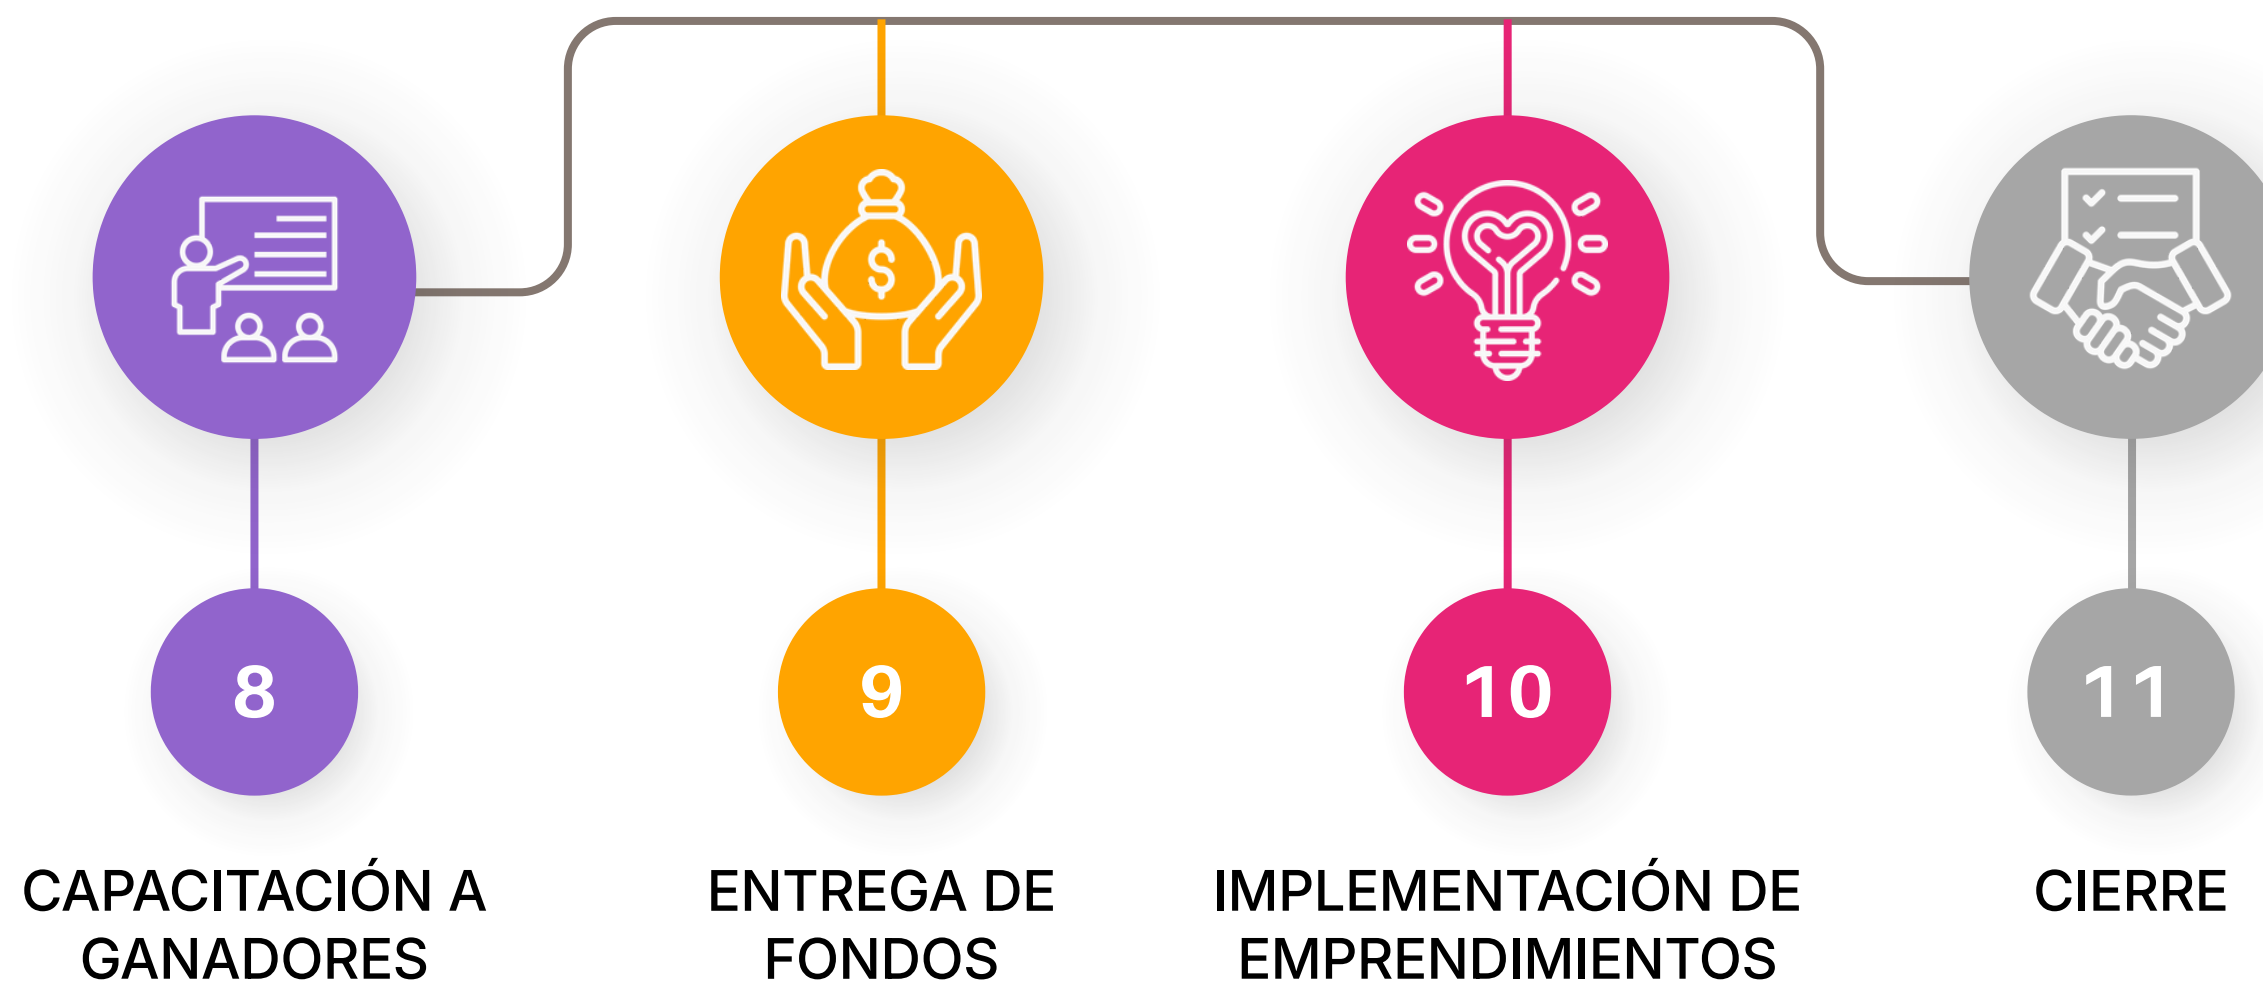 $
8
9
10
11
CAPACITACIÓN A
GANADORES
ENTREGA DE
FONDOS
IMPLEMENTACIÓN DE
EMPRENDIMIENTOS
CIERRE